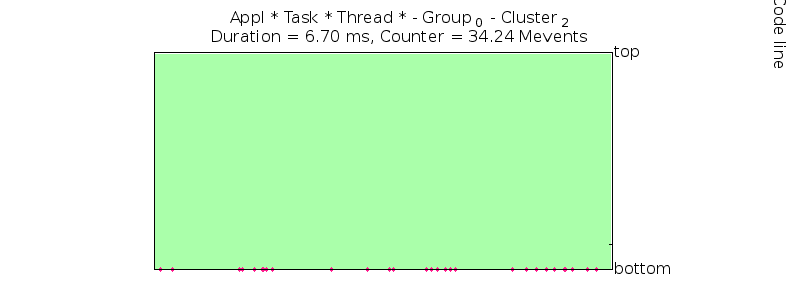 Appl * Task * Thread * - Group 0 - Cluster 2
Duration = 6.70 ms, Counter = 34.24 Mevents
top
Code line
bottom